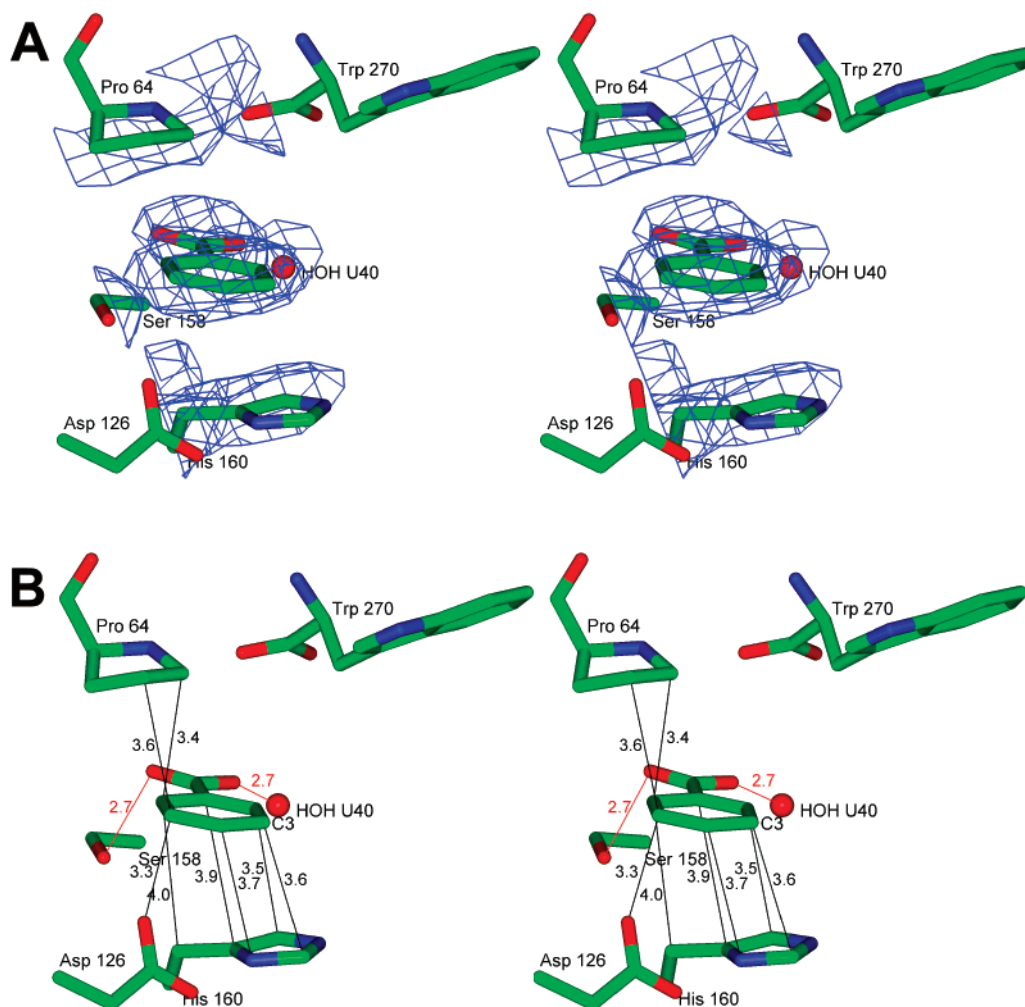 A
Pro 64
Trp 270
Pro 64
Trp 270
HOH U40
HOH U40
Ser 158
Ser 158
Asp 126
Asp 126
His 160
His 160
B
Pro 64
Trp 270
Pro 64
Trp 270
3.6
3.4
3.6
3.4
2.7
2.7
2.7
2.7
HOH U40
HOH U40
C3
C3
Ser 158
Ser 158
3.3
3.9
3.5
3.3
3.9
3.5
4.0
3.7
3.6
4.0
3.7
3.6
Asp 126
Asp 126
His 160
His 160